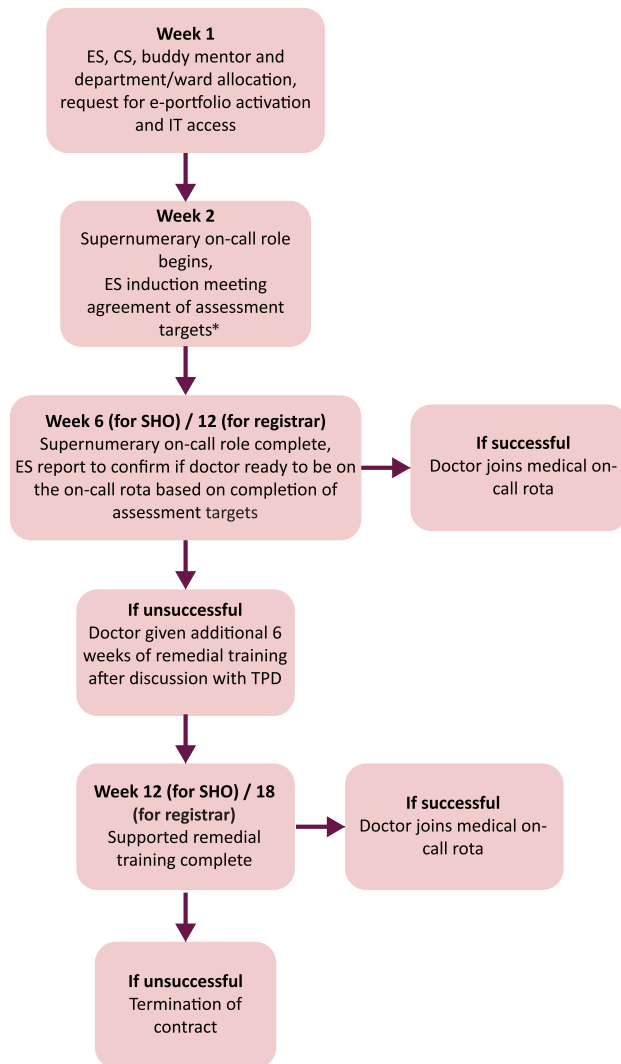 Week 1
ES, CS, buddy mentor and
department/ward allocation,
request for e-portfolio activation
and IT access
Week 2
Supernumerary on-call role
begins,
ES induction meeting
agreement of assessment
targets*
Week 6 (for SHO) / 12 (for registrar)
Supernumerary on-call role complete,
ES report to confirm if doctor ready to be on
the on-call rota based on completion of
assessment targets
If successful
Doctor joins medical on-
call rota
If unsuccessful
Doctor given additional 6
weeks of remedial training
after discussion with TPD
Week 12 (for SHO) / 18
(for registrar)
Supported remedial
training complete
If successful
Doctor joins medical on-
call rota
If unsuccessful
Termination of
contract